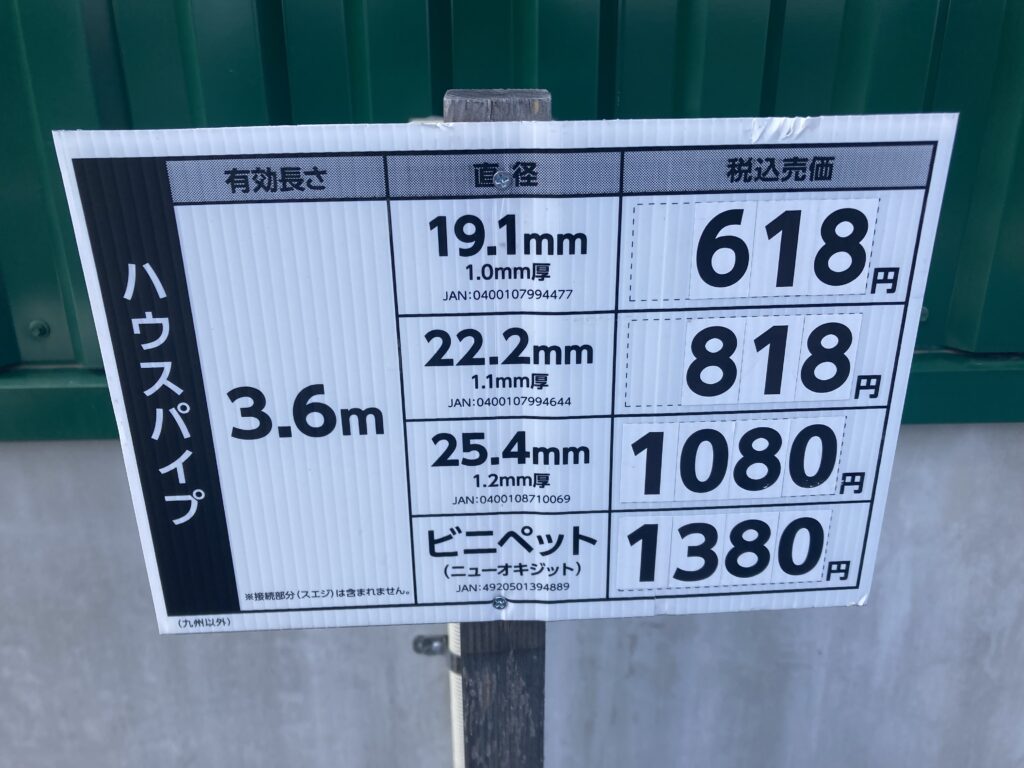 ハウスパイプ
有効長さ
直径
税込売価
3.6m
※接続部分(スエジ)は含まれません。
19.1mm
1.0mm厚
JAN:0400107994477
618円
22.2mm
1.1mm厚
JAN:0400107994644
818円
25.4mm
1.2mm厚
JAN:0400108710069
1080円
ビニペット
(ニューオキジット)
JAN:4920501394889
1380円
(九州以外)